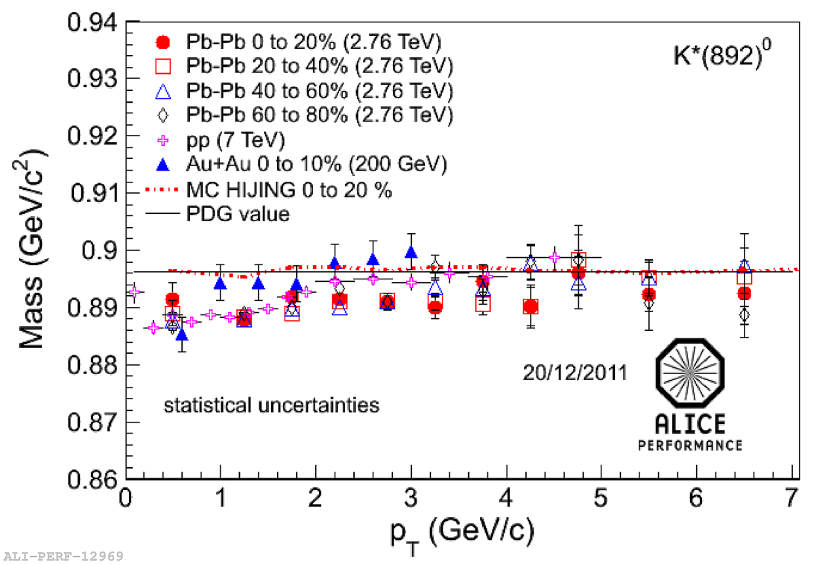 0.94
0.93
0.92
0.91
0.9
0.89
0.88
0.87
0.86
Mass (GeV/c²)
Pb-Pb 0 to 20% (2.76 TeV)
Pb-Pb 20 to 40% (2.76 TeV)
Pb-Pb 40 to 60% (2.76 TeV)
Pb-Pb 60 to 80% (2.76 TeV)
pp (7 TeV)
Au+Au 0 to 10% (200 GeV)
MC HIJING 0 to 20 %
PDG value
K*(892)⁰
20/12/2011
statistical uncertainties
ALICE
PERFORMANCE
0 1 2 3 4 5 6 7
p_T (GeV/c)
ALI-PERF-12969